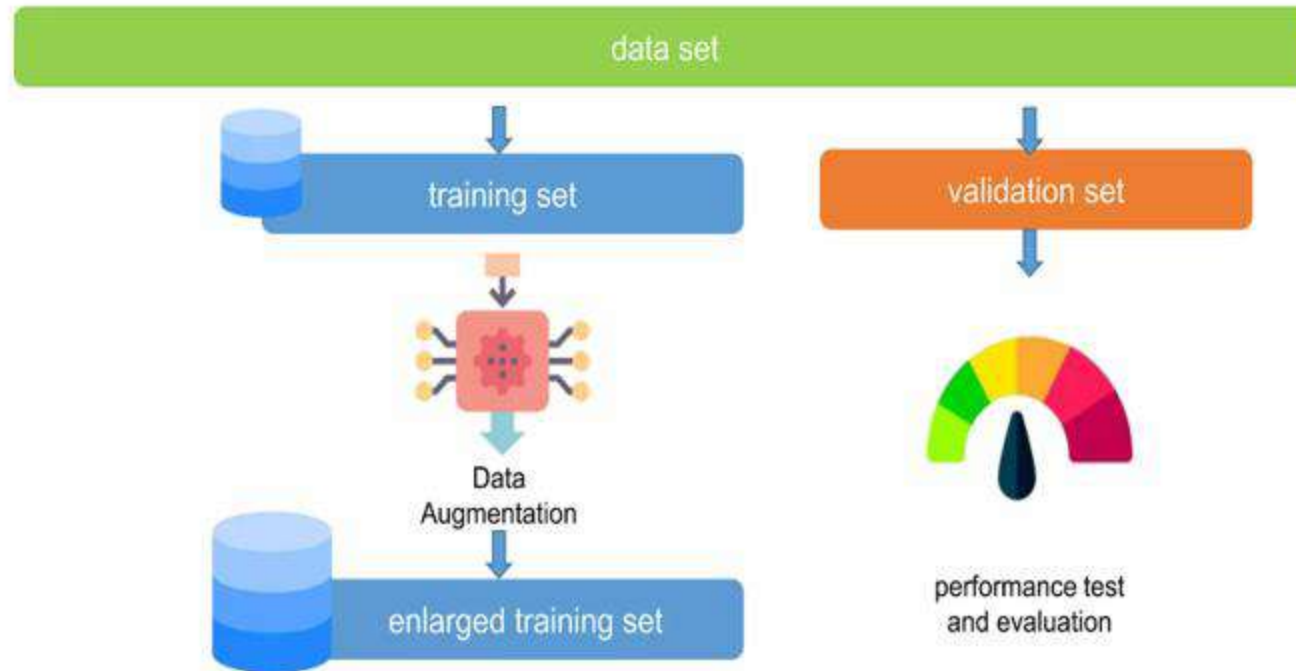 data set
training set
validation set
Data
Augmentation
enlarged training set
performance test
and evaluation